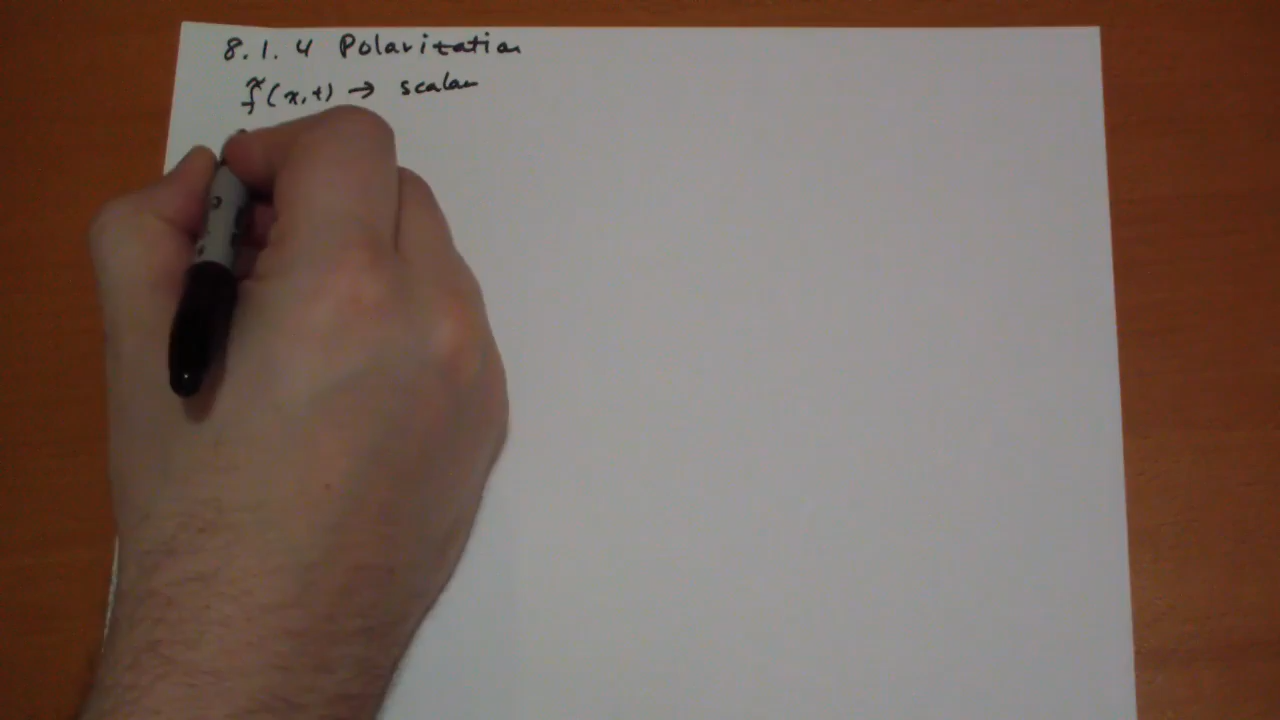 8.1.4 Polarization
f̃(x,t) → scalar